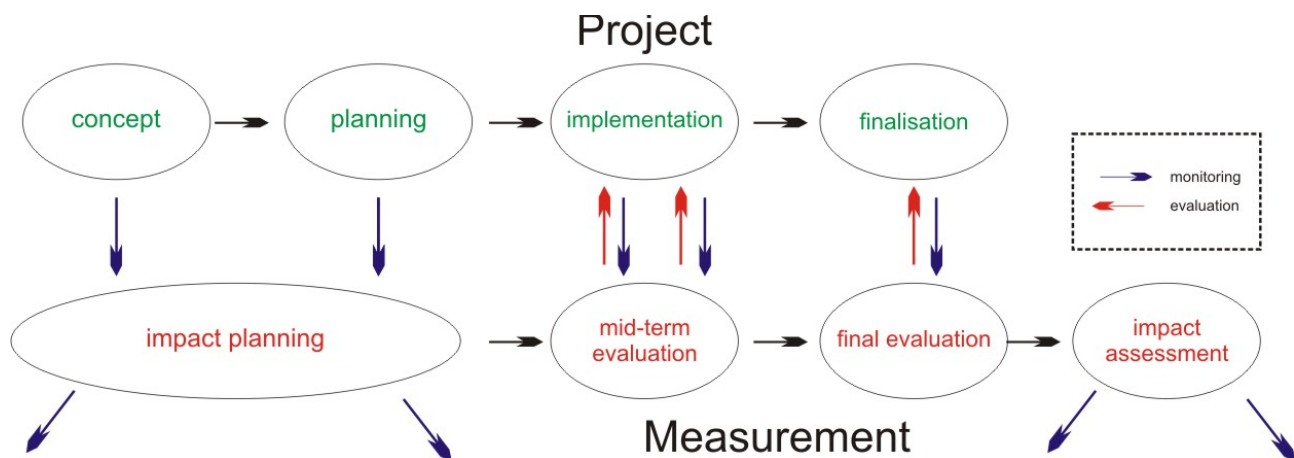 Project
concept
planning
implementation
finalisation
monitoring
evaluation
impact planning
mid-term
evaluation
final evaluation
impact
assessment
Measurement